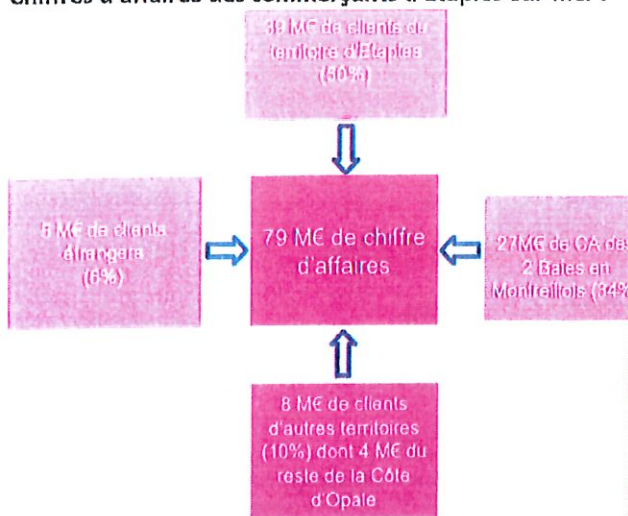 Chiffres d'affaires des commerçants d'Etaples-sur-mer :
39 M€ de clients du
territoire d'Etaples
(50%)
M€ de clients
étrangers
(6%)
79 M€ de chiffre
d'affaires
27M€ de CA des
2 Baies en
Montreuillois (34%
8 M€ de clients
d'autres territoires
(10%) dont 4 M€ du
reste de la Côte
d'Opale